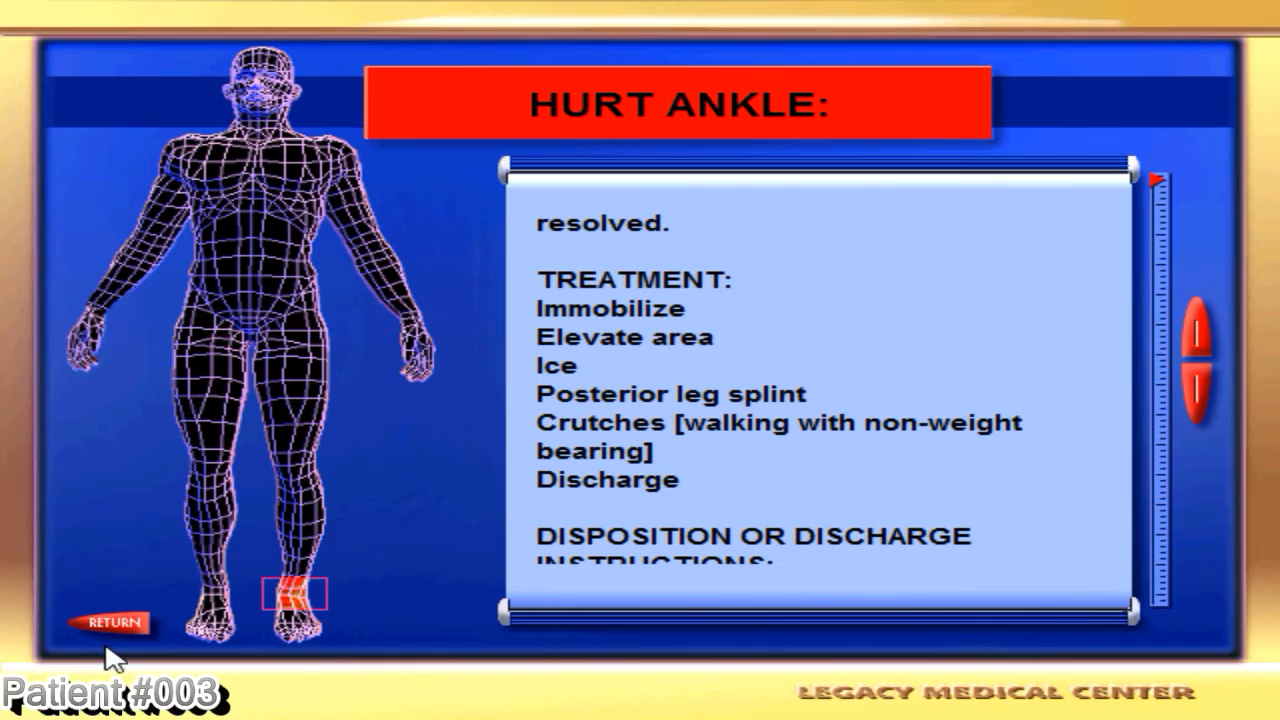 HURT ANKLE:
resolved.
TREATMENT:
Immobilize
Elevate area
Ice
Posterior leg splint
Crutches [walking with non-weight
bearing]
Discharge
DISPOSITION OR DISCHARGE
INSTRUCTIONS:
RETURN
Patient #003
LEGACY MEDICAL CENTER